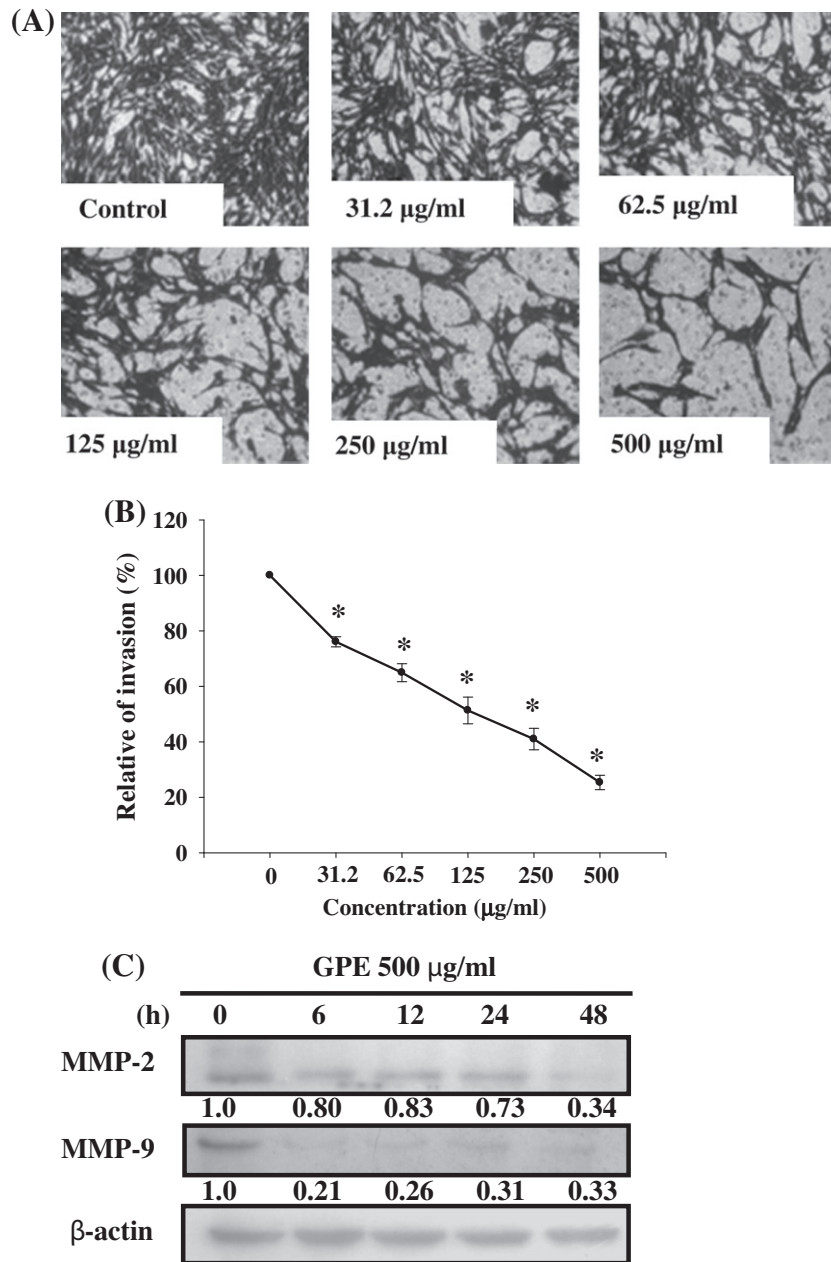 (A)
Control
31.2 μg/ml
62.5 μg/ml
125 μg/ml
250 μg/ml
500 μg/ml
(B)
120
100
80
60
40
20
0
Relative of invasion (%)
* * * * *
0 31.2 62.5 125 250 500
Concentration (μg/ml)
(C)
GPE 500 μg/ml
(h) 0 6 12 24 48
MMP-2
1.0 0.80 0.83 0.73 0.34
MMP-9
1.0 0.21 0.26 0.31 0.33
β-actin